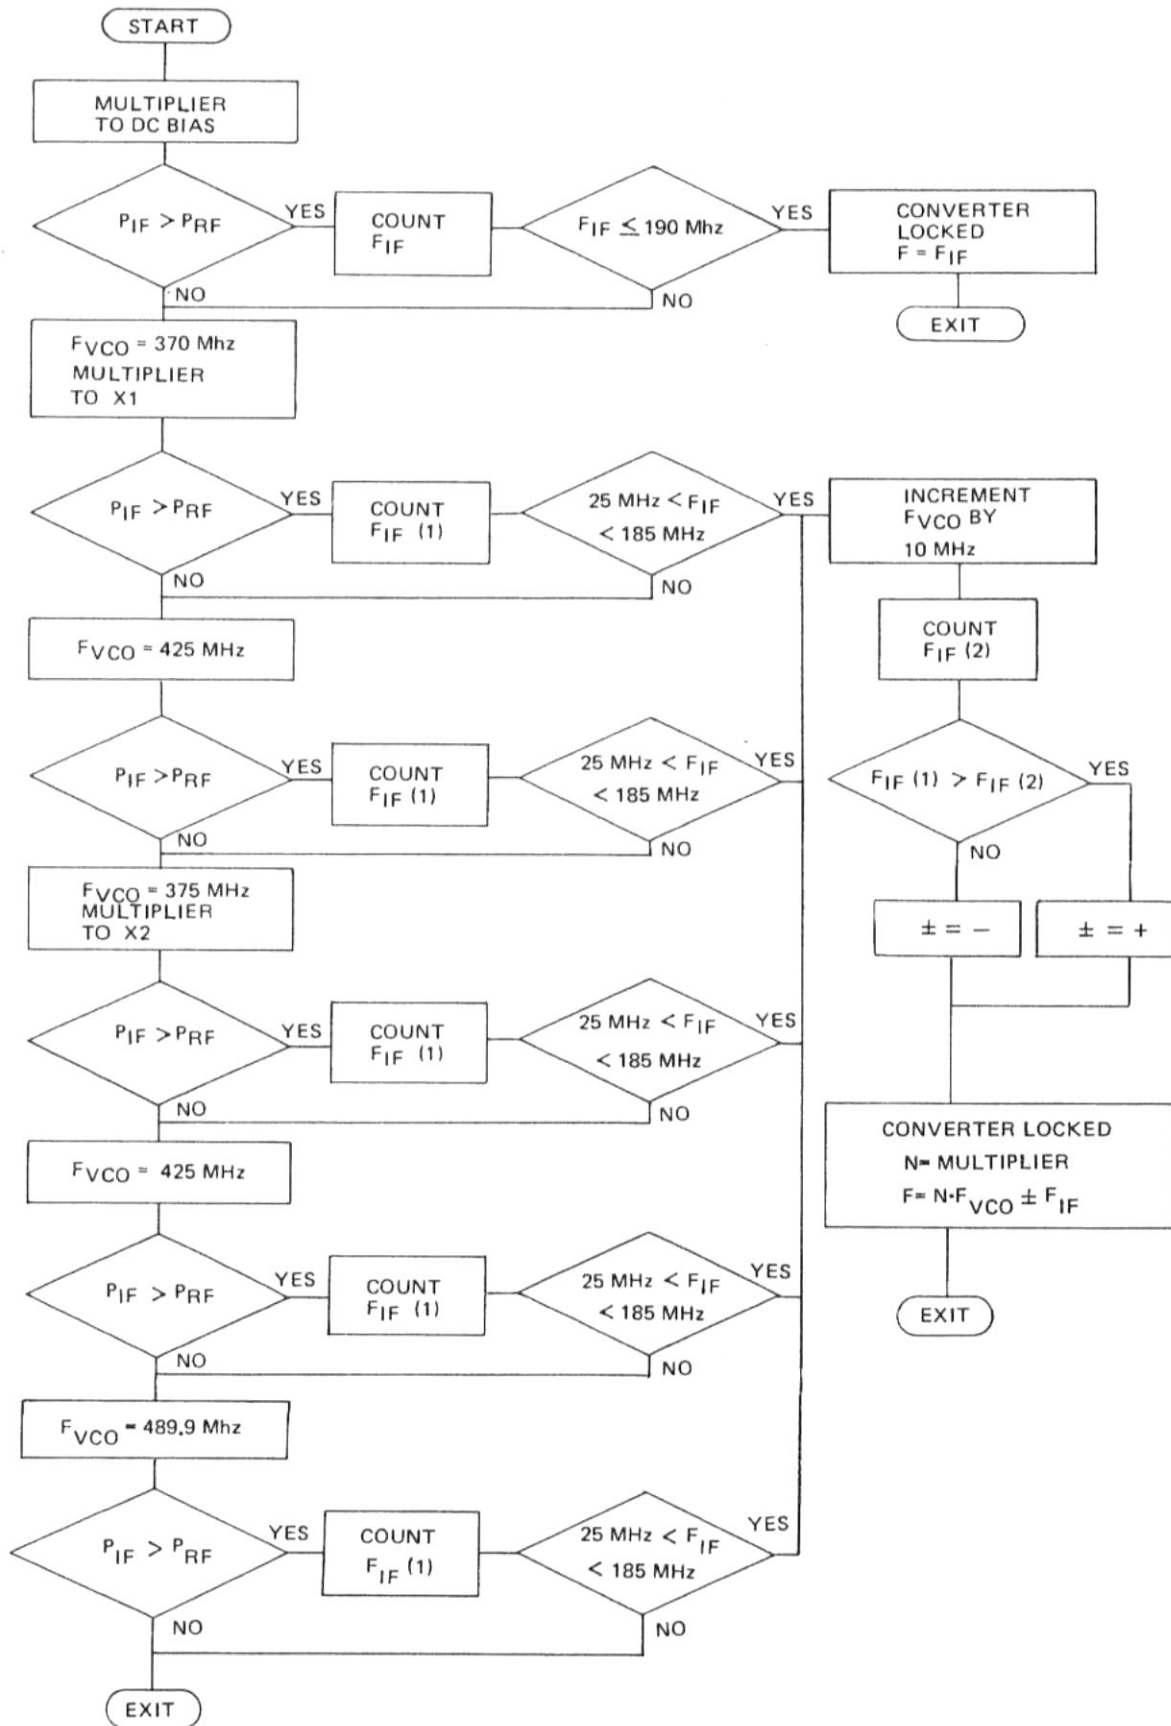 START
MULTIPLIER
TO DC BIAS
PIF > PRF
YES
COUNT
FIF
FIF ≤ 190 Mhz
YES
CONVERTER
LOCKED
F = FIF
NO
NO
EXIT
FVCO = 370 Mhz
MULTIPLIER
TO X1
PIF > PRF
YES
COUNT
FIF (1)
25 MHz < FIF
< 185 MHz
YES
INCREMENT
FVCO BY
10 MHz
NO
NO
FVCO = 425 MHz
COUNT
FIF (2)
PIF > PRF
YES
COUNT
FIF (1)
25 MHz < FIF
< 185 MHz
YES
FIF (1) > FIF (2)
YES
NO
NO
NO
FVCO = 375 MHz
MULTIPLIER
TO X2
± = −
± = +
PIF > PRF
YES
COUNT
FIF (1)
25 MHz < FIF
< 185 MHz
YES
NO
NO
CONVERTER LOCKED
N= MULTIPLIER
F= N·FVCO ± FIF
FVCO = 425 MHz
PIF > PRF
YES
COUNT
FIF (1)
25 MHz < FIF
< 185 MHz
YES
EXIT
NO
NO
FVCO = 489.9 Mhz
PIF > PRF
YES
COUNT
FIF (1)
25 MHz < FIF
< 185 MHz
YES
NO
NO
EXIT